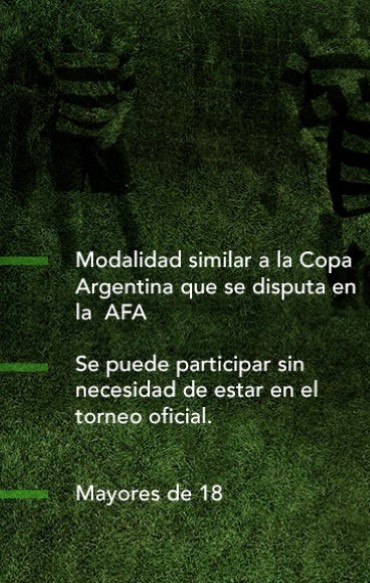 Modalidad similar a la Copa
Argentina que se disputa en
la AFA
Se puede participar sin
necesidad de estar en el
torneo oficial.
Mayores de 18